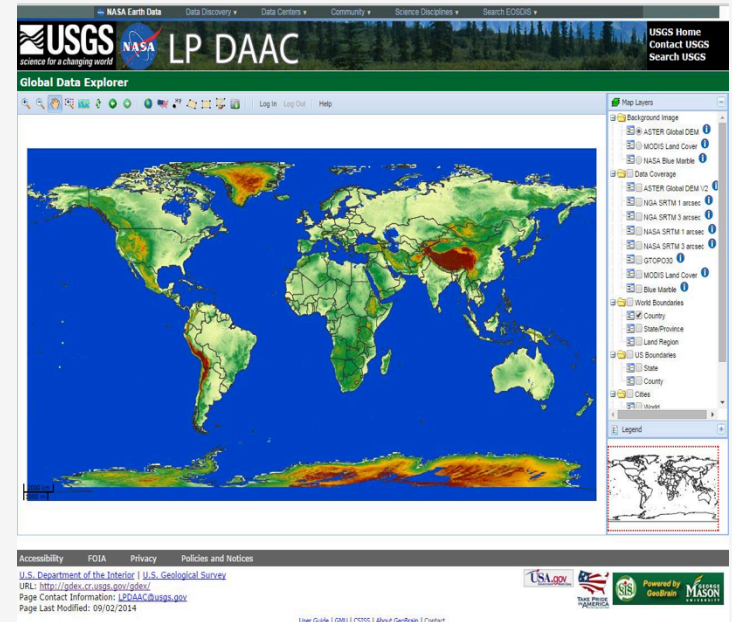 NASA Earth Data Data Discovery ▾ Data Centers ▾ Community ▾ Science Disciplines ▾ Search EOSDIS ▾
USGS
science for a changing world
NASA
LP DAAC
USGS Home
Contact USGS
Search USGS
Global Data Explorer
Log In Log Out Help
Map Layers
Background Image
ASTER Global DEM
MODIS Land Cover
NASA Blue Marble
Data Coverage
ASTER Global DEM V2
NGA SRTM 1 arcsec
NGA SRTM 3 arcsec
NASA SRTM 1 arcsec
NASA SRTM 3 arcsec
GTOPO30
MODIS Land Cover
Blue Marble
World Boundaries
Country
State/Province
Land Region
US Boundaries
State
County
Cities
World
Legend
Accessibility FOIA Privacy Policies and Notices
U.S. Department of the Interior | U.S. Geological Survey
URL: http://gdex.cr.usgs.gov/gdex/
Page Contact Information: LPDAAC@usgs.gov
Page Last Modified: 09/02/2014
USA.gov
TAKE PRIDE
IN AMERICA
Powered by
GeoBrain
GEORGE
MASON
UNIVERSITY
User Guide | GMU | CSISS | About GeoBrain | Contact